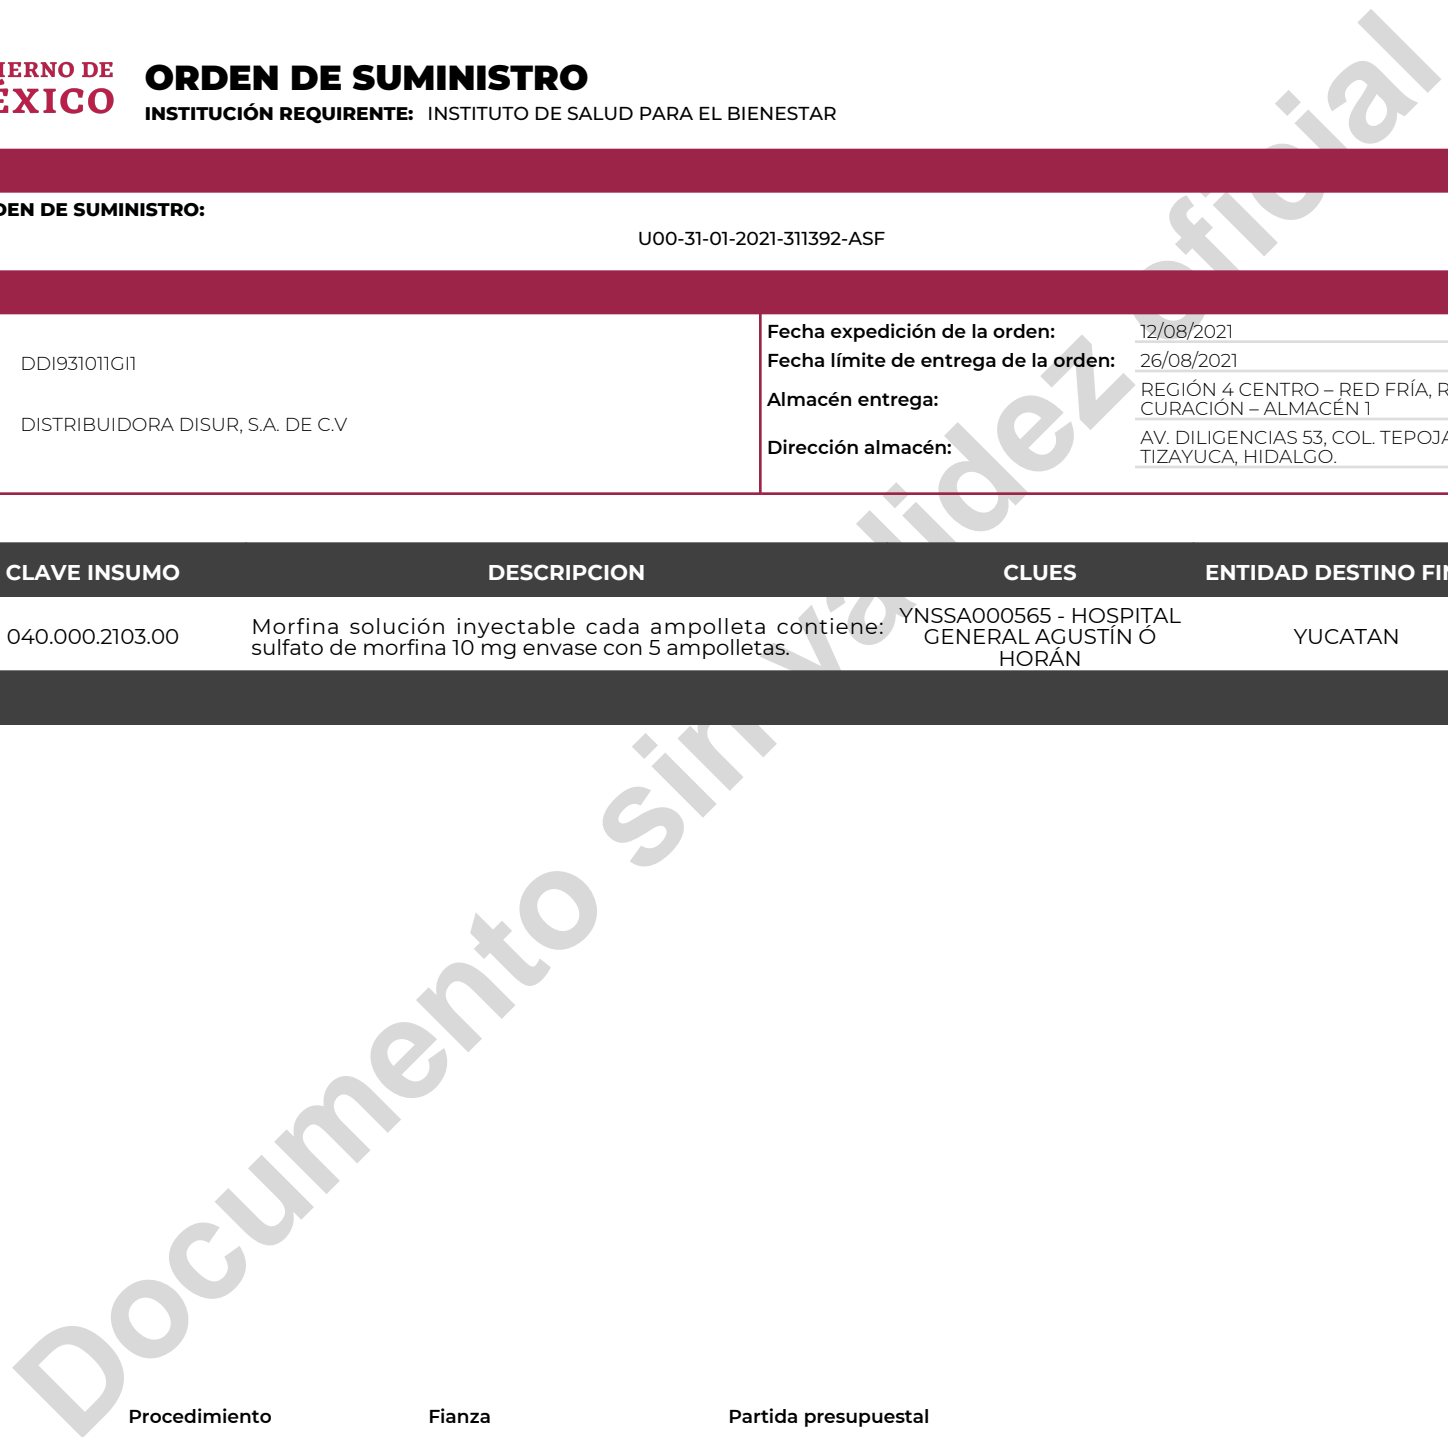 IERNO DE
ÉXICO
ORDEN DE SUMINISTRO
INSTITUCIÓN REQUIRENTE: INSTITUTO DE SALUD PARA EL BIENESTAR
DEN DE SUMINISTRO:
U00-31-01-2021-311392-ASF
DDI931011GI1
DISTRIBUIDORA DISUR, S.A. DE C.V
Fecha expedición de la orden: 12/08/2021
Fecha límite de entrega de la orden: 26/08/2021
Almacén entrega: REGIÓN 4 CENTRO – RED FRÍA, R
CURACIÓN – ALMACÉN 1
Dirección almacén: AV. DILIGENCIAS 53, COL. TEPOJA
TIZAYUCA, HIDALGO.
CLAVE INSUMO DESCRIPCION CLUES ENTIDAD DESTINO FIN
040.000.2103.00
Morfina solución inyectable cada ampolleta contiene:
sulfato de morfina 10 mg envase con 5 ampolletas.
YNSSA000565 - HOSPITAL
GENERAL AGUSTÍN Ó
HORÁN
YUCATAN
Documento sin validez oficial
Procedimiento Fianza Partida presupuestal